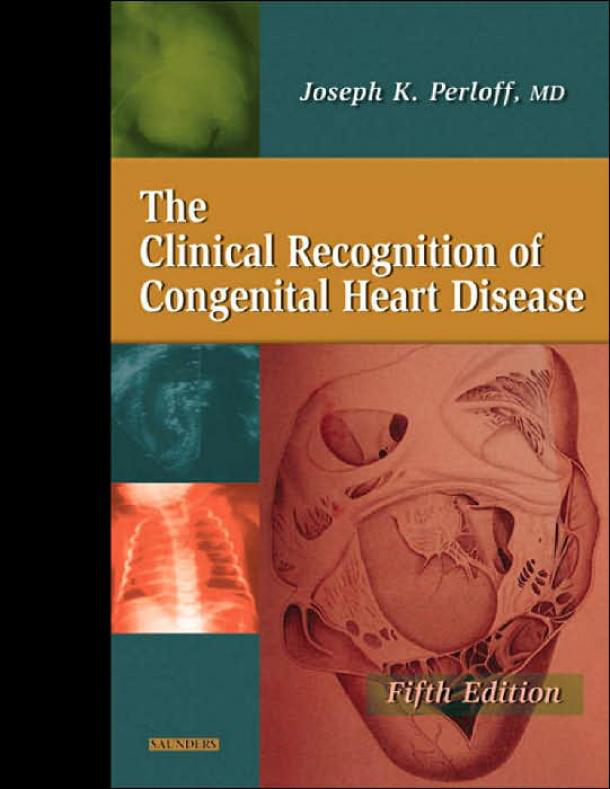 Joseph K. Perloff, MD
The
Clinical Recognition of
Congenital Heart Disease
Fifth Edition
SAUNDERS